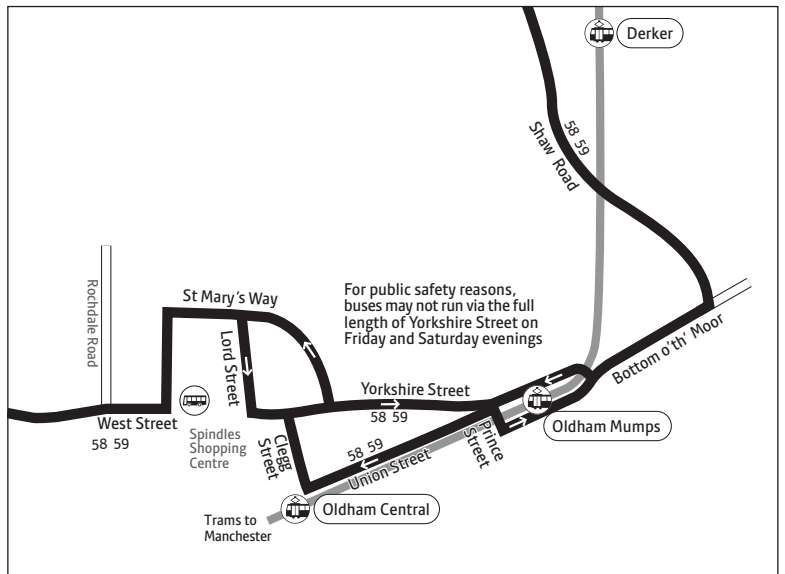 Derker
58 59
Shaw Road
Rochdale Road
St Mary's Way
For public safety reasons,
buses may not run via the full
length of Yorkshire Street on
Friday and Saturday evenings
Lord Street
Bottom o'th' Moor
Yorkshire Street
58 59
West Street
58 59
Spindles
Shopping
Centre
Clegg
Street
58 59
Union Street
Prince
Street
Oldham Mumps
Oldham Central
Trams to
Manchester